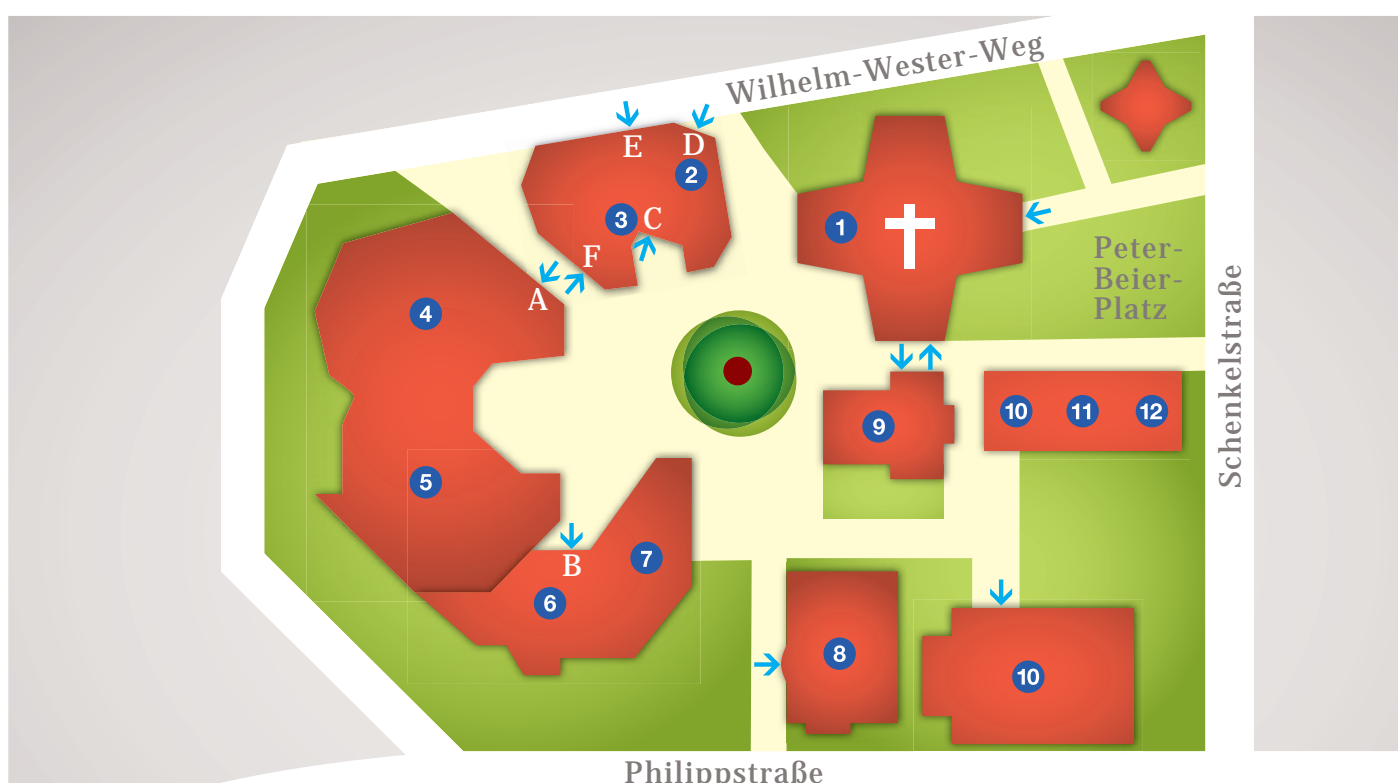 Wilhelm-Wester-Weg
E
D
2
3
C
1
F
A
Peter-
Beier-
Platz
Schenkelstraße
4
9
10
11
12
5
B
7
6
8
10
Philippstraße